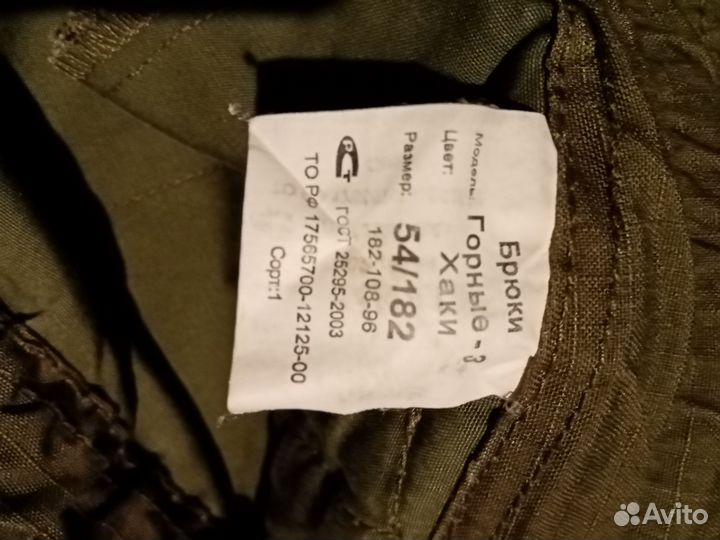 Брюки
Модель: Горные - 3
Цвет: Хаки
Размер: 54/182
182-108-96
РСТ ГОСТ 25295-2003
ТО РФ 17565700-12125-00
Сорт:1
Avito